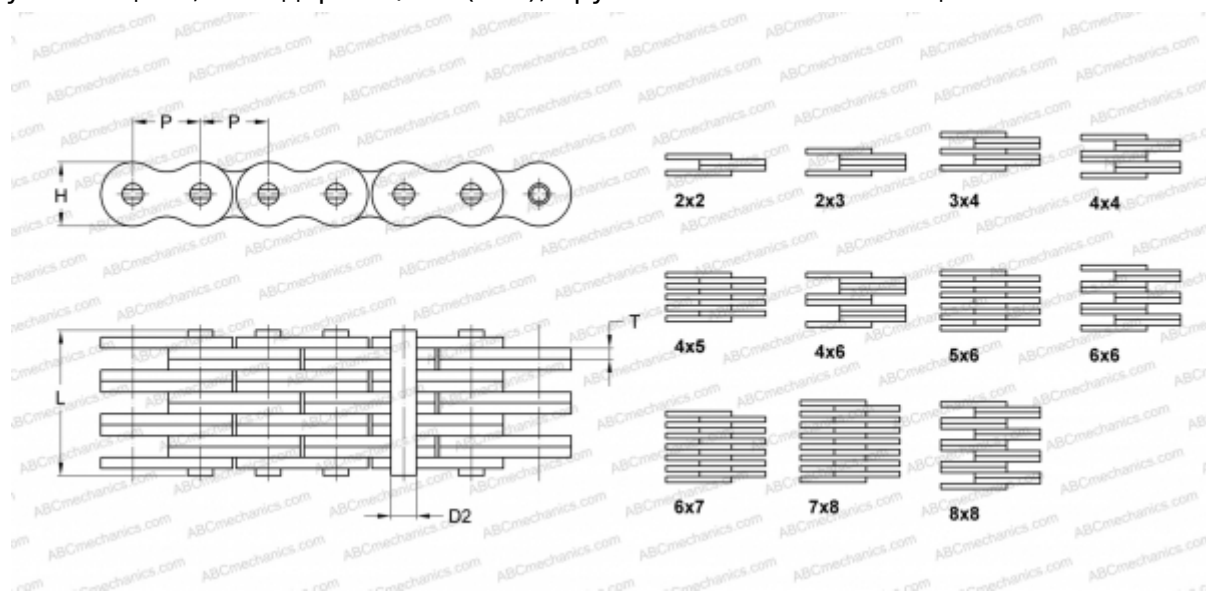 P P
H
2x2 2x3 3x4 4x4
T
L
4x5 4x6 5x6 6x6
D2
6x7 7x8 8x8
ABCmechanics.com